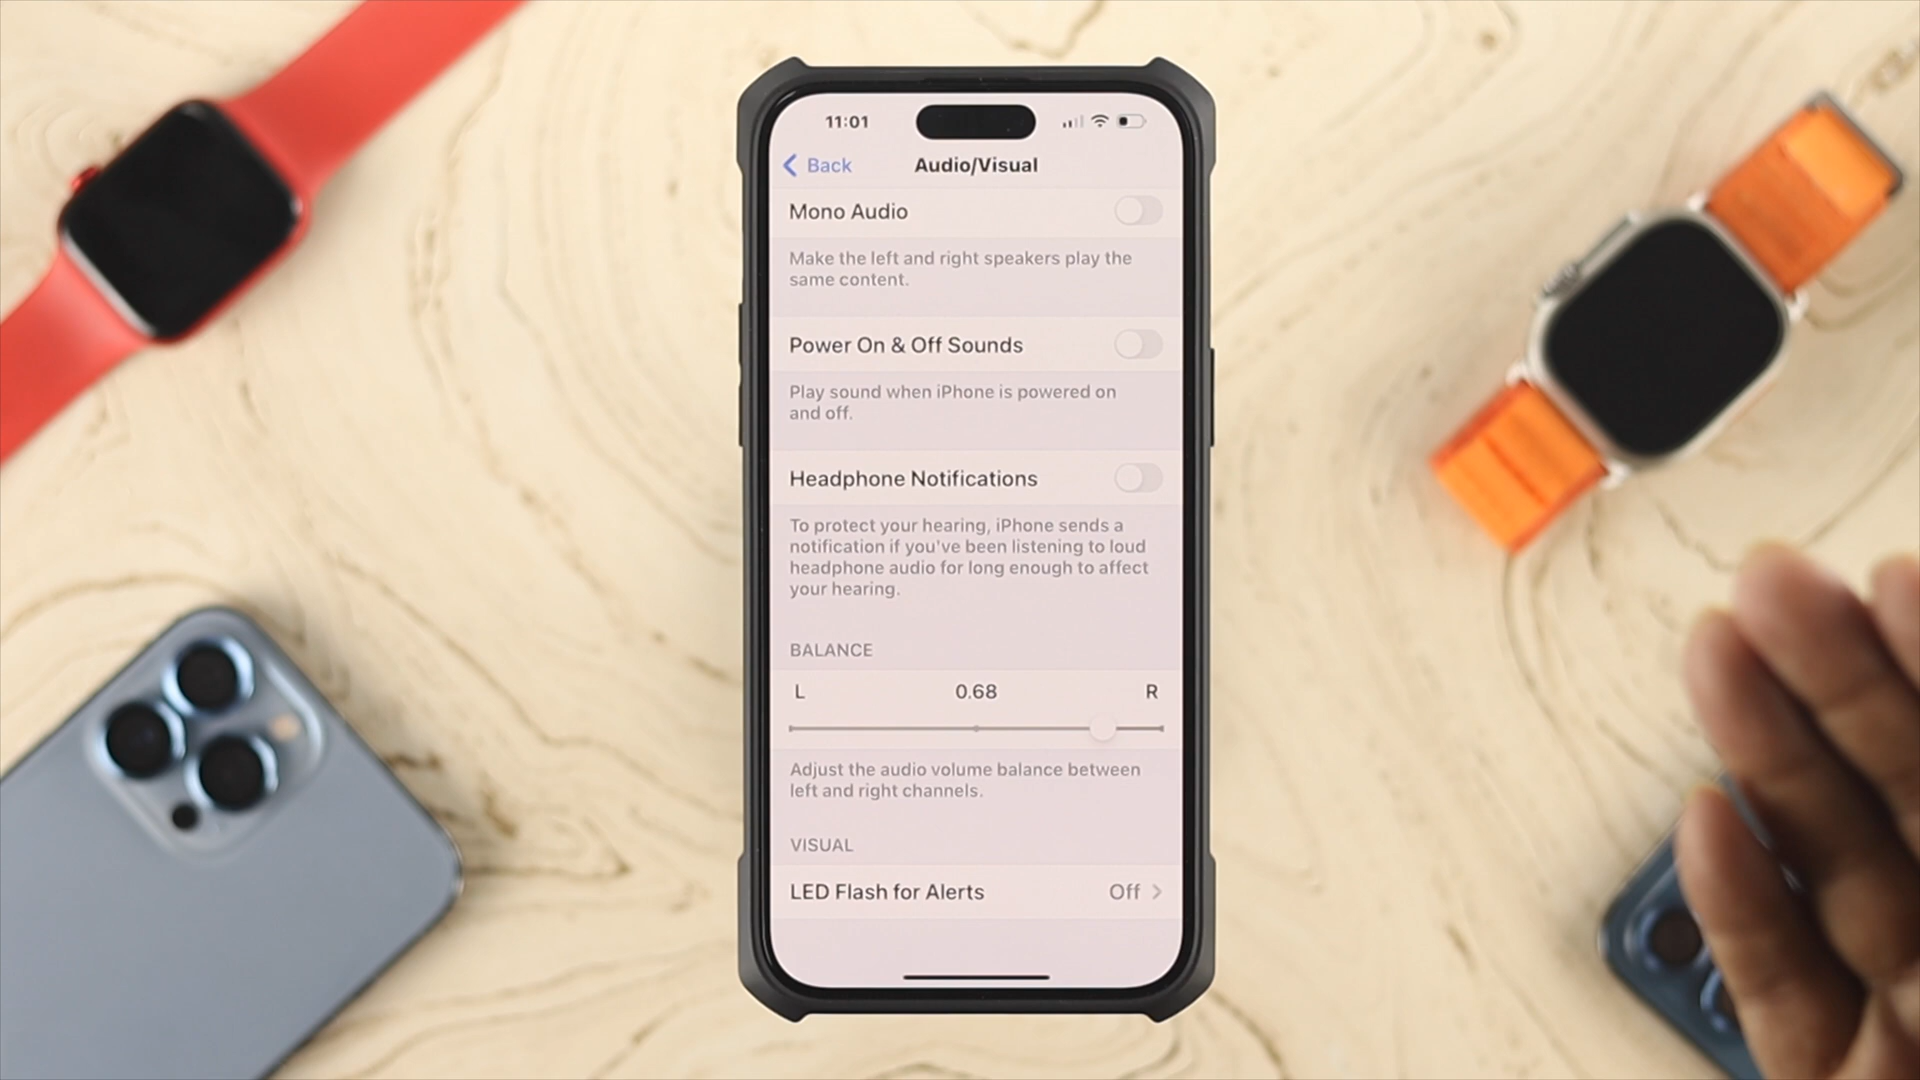 11:01
Back
Audio/Visual
Mono Audio
Make the left and right speakers play the
same content.
Power On & Off Sounds
Play sound when iPhone is powered on
and off.
Headphone Notifications
To protect your hearing, iPhone sends a
notification if you've been listening to loud
headphone audio for long enough to affect
your hearing.
BALANCE
L 0.68 R
Adjust the audio volume balance between
left and right channels.
VISUAL
LED Flash for Alerts Off